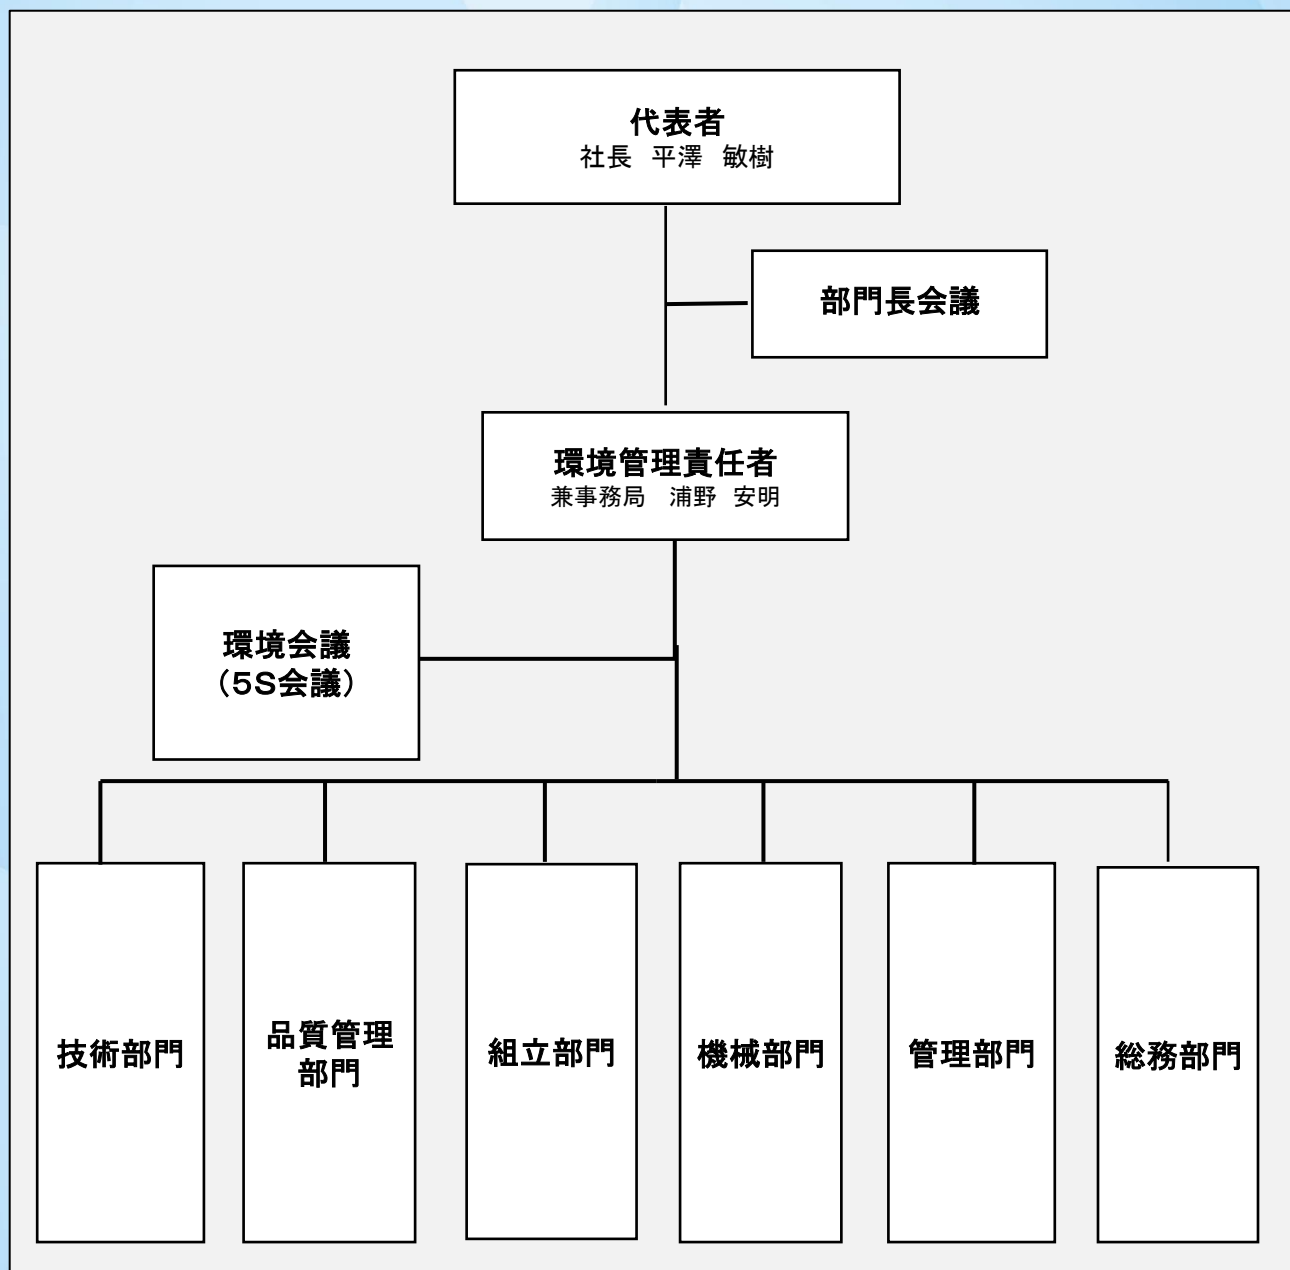 代表者
社長　平澤　敏樹
部門長会議
環境管理責任者
兼事務局　浦野　安明
環境会議
（５Ｓ会議）
技術部門
品質管理
部門
組立部門
機械部門
管理部門
総務部門